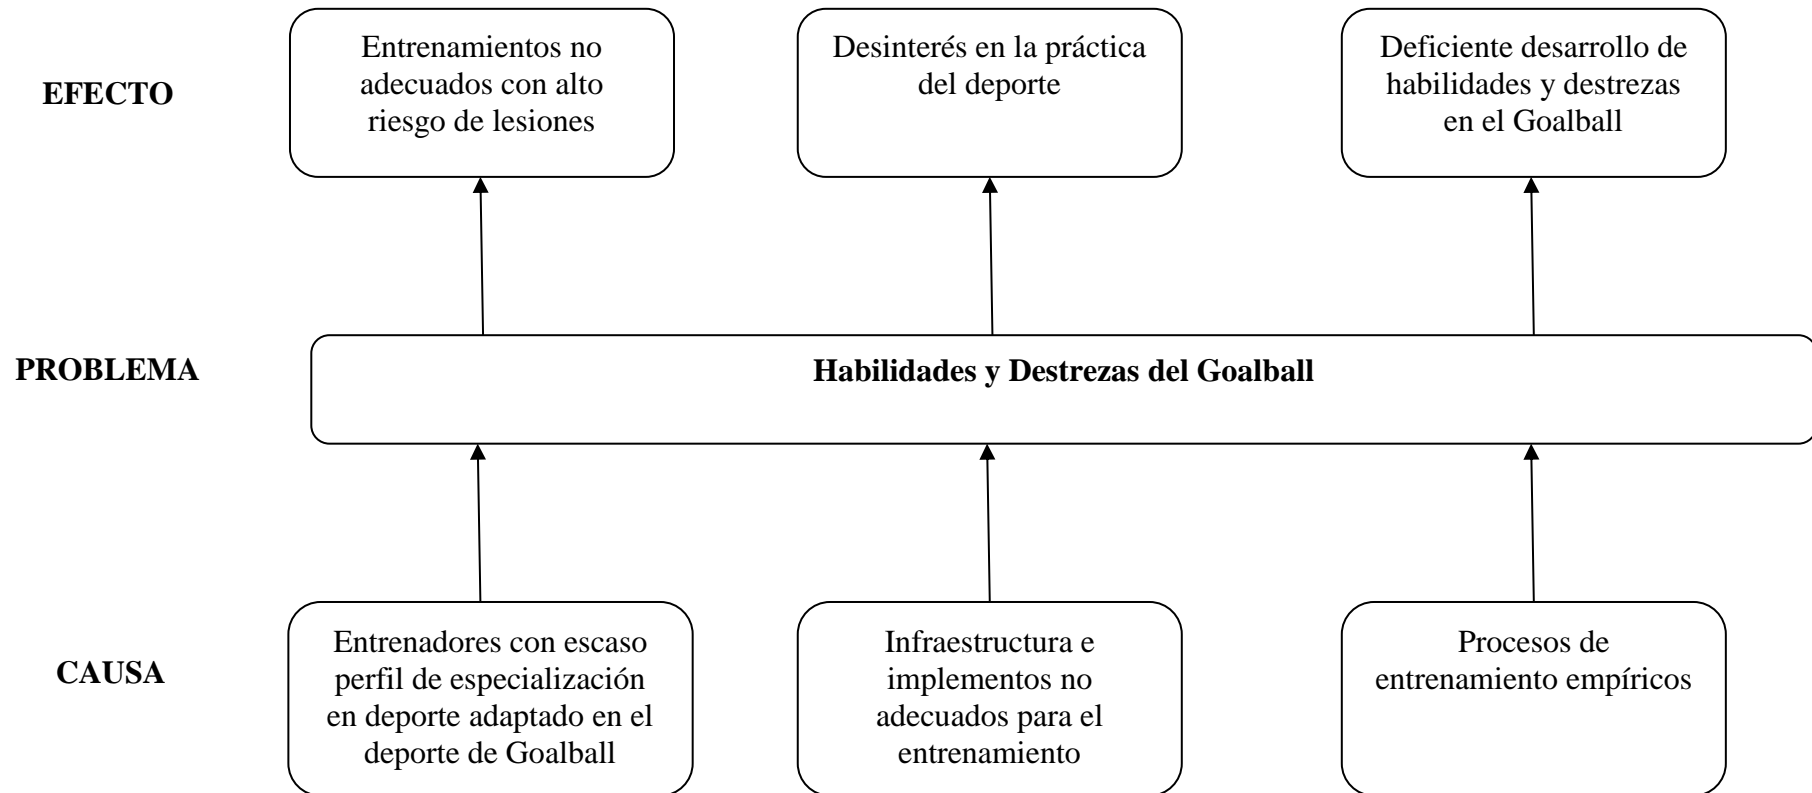 EFECTO
Entrenamientos no
adecuados con alto
riesgo de lesiones
Desinterés en la práctica
del deporte
Deficiente desarrollo de
habilidades y destrezas
en el Goalball
PROBLEMA
Habilidades y Destrezas del Goalball
CAUSA
Entrenadores con escaso
perfil de especialización
en deporte adaptado en el
deporte de Goalball
Infraestructura e
implementos no
adecuados para el
entrenamiento
Procesos de
entrenamiento empíricos